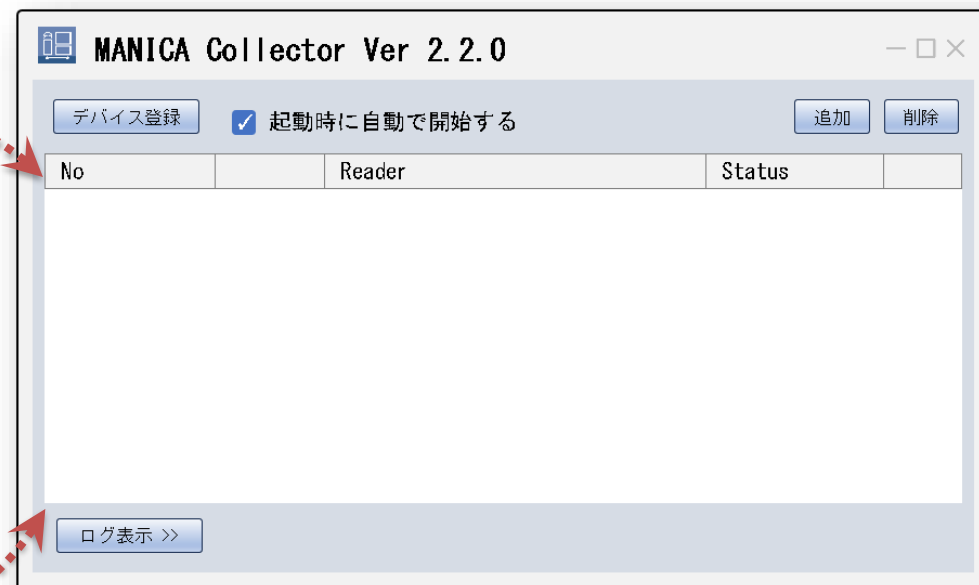 MANICA Collector Ver 2.2.0
デバイス登録 起動時に自動で開始する 追加 削除
No Reader Status
ログ表示 >>